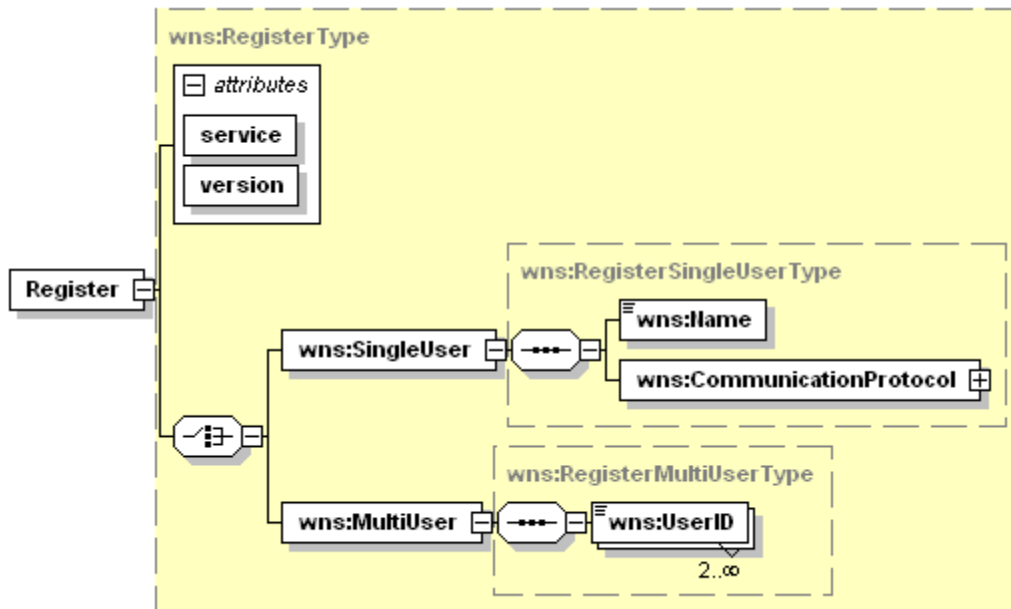 wns:RegisterType
attributes
service
version
Register
wns:RegisterSingleUserType
wns:SingleUser
wns:Name
wns:CommunicationProtocol
wns:RegisterMultiUserType
wns:MultiUser
wns:UserID
2..∞